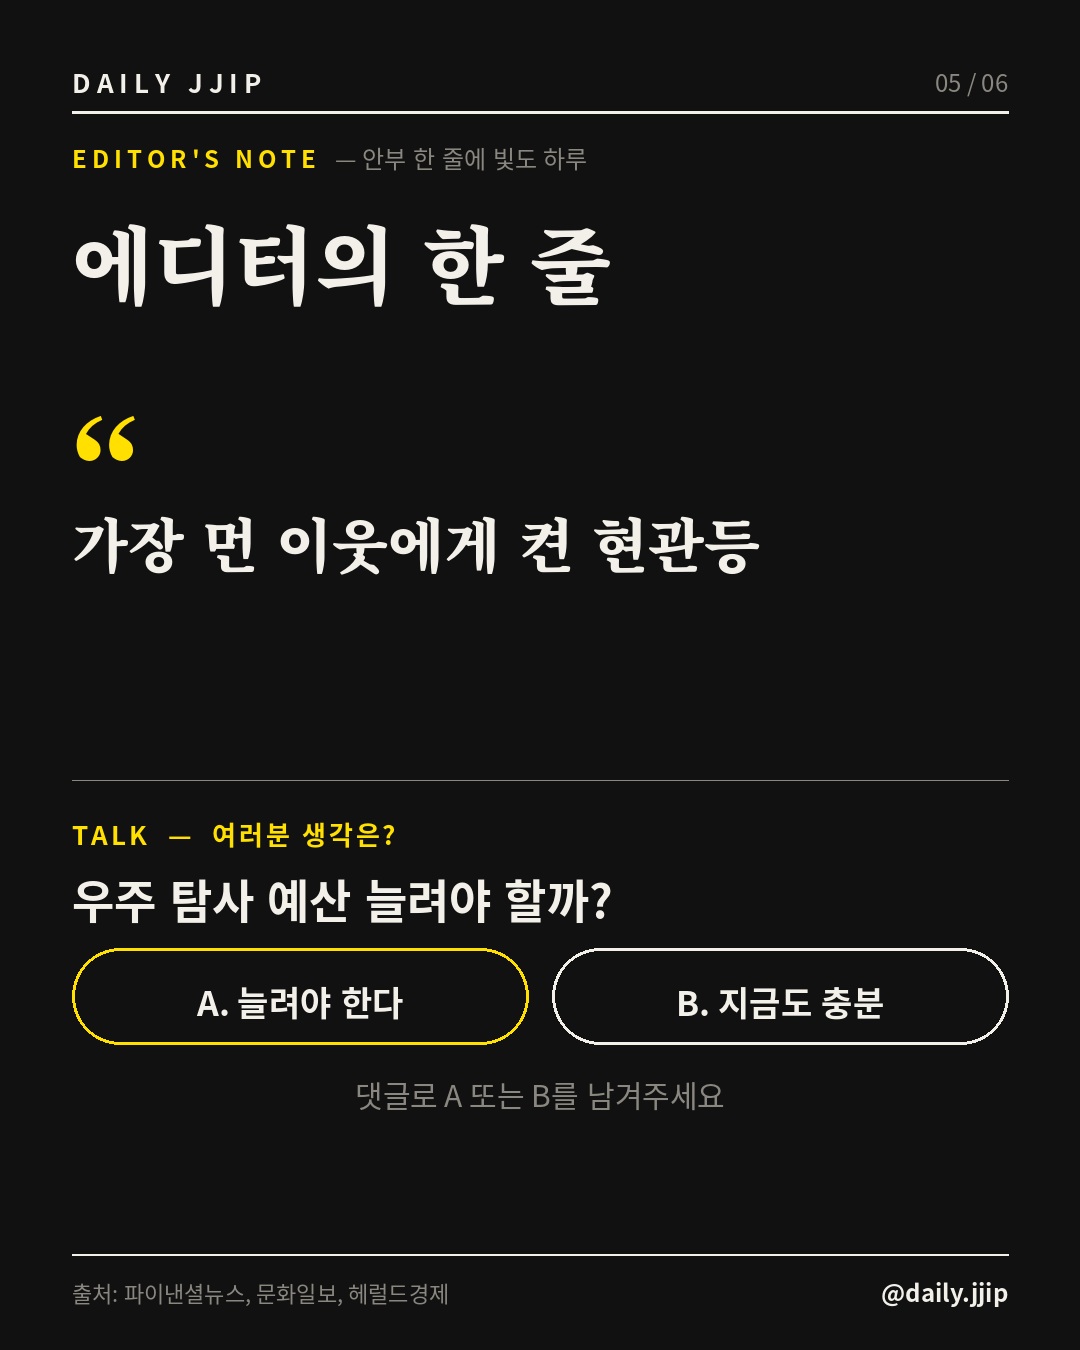 DAILY JJIP
05 / 06
EDITOR'S NOTE — 안부 한 줄에 빛도 하루
에디터의 한 줄
“
가장 먼 이웃에게 켠 현관등
TALK — 여러분 생각은?
우주 탐사 예산 늘려야 할까?
A. 늘려야 한다
B. 지금도 충분
댓글로 A 또는 B를 남겨주세요
출처: 파이낸셜뉴스, 문화일보, 헤럴드경제
@daily.jjip